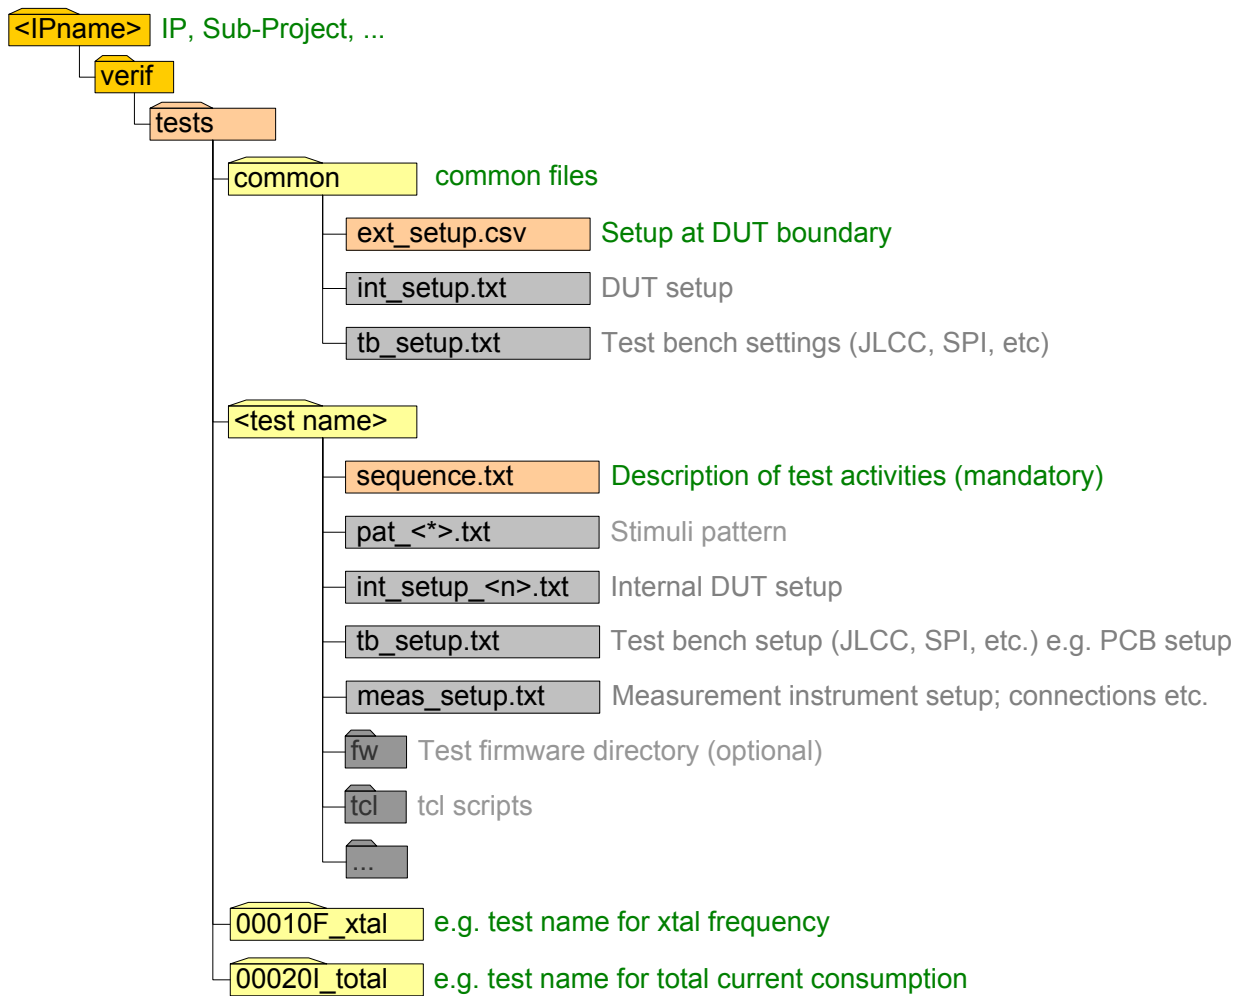 <IPname> IP, Sub-Project, ...
verif
tests
common common files
ext_setup.csv Setup at DUT boundary
int_setup.txt DUT setup
tb_setup.txt Test bench settings (JLCC, SPI, etc)
<test name>
sequence.txt Description of test activities (mandatory)
pat_<*>.txt Stimuli pattern
int_setup_<n>.txt Internal DUT setup
tb_setup.txt Test bench setup (JLCC, SPI, etc.) e.g. PCB setup
meas_setup.txt Measurement instrument setup; connections etc.
fw Test firmware directory (optional)
tcl tcl scripts
...
00010F_xtal e.g. test name for xtal frequency
00020I_total e.g. test name for total current consumption